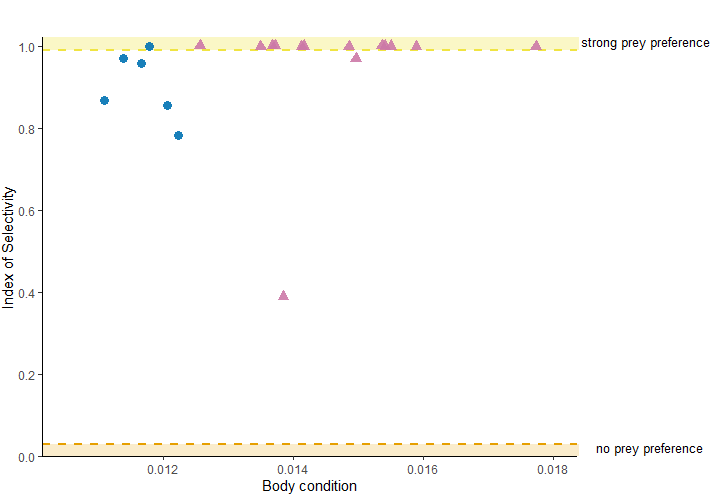 strong prey preference
1.0
0.8
0.6
0.4
0.2
0.0
Index of Selectivity
no prey preference
0.012
0.014
0.016
0.018
Body condition